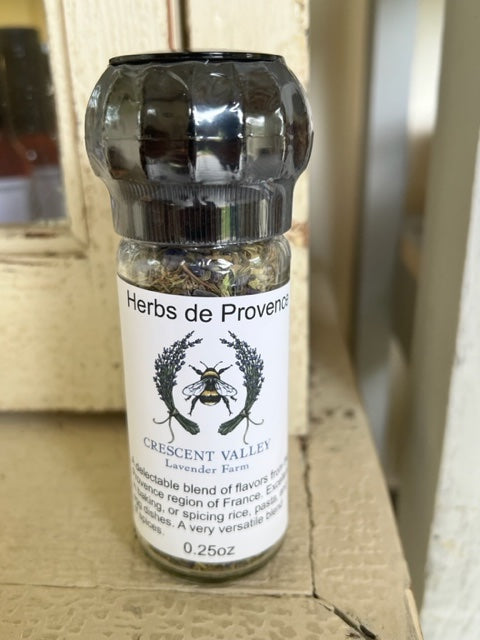 Herbs de Provence
CRESCENT VALLEY
Lavender Farm
delectable blend of flavors from
region of France.
baking, or spicing rice, pasta,
dishes. A very versatile blend
spices.
0.25oz